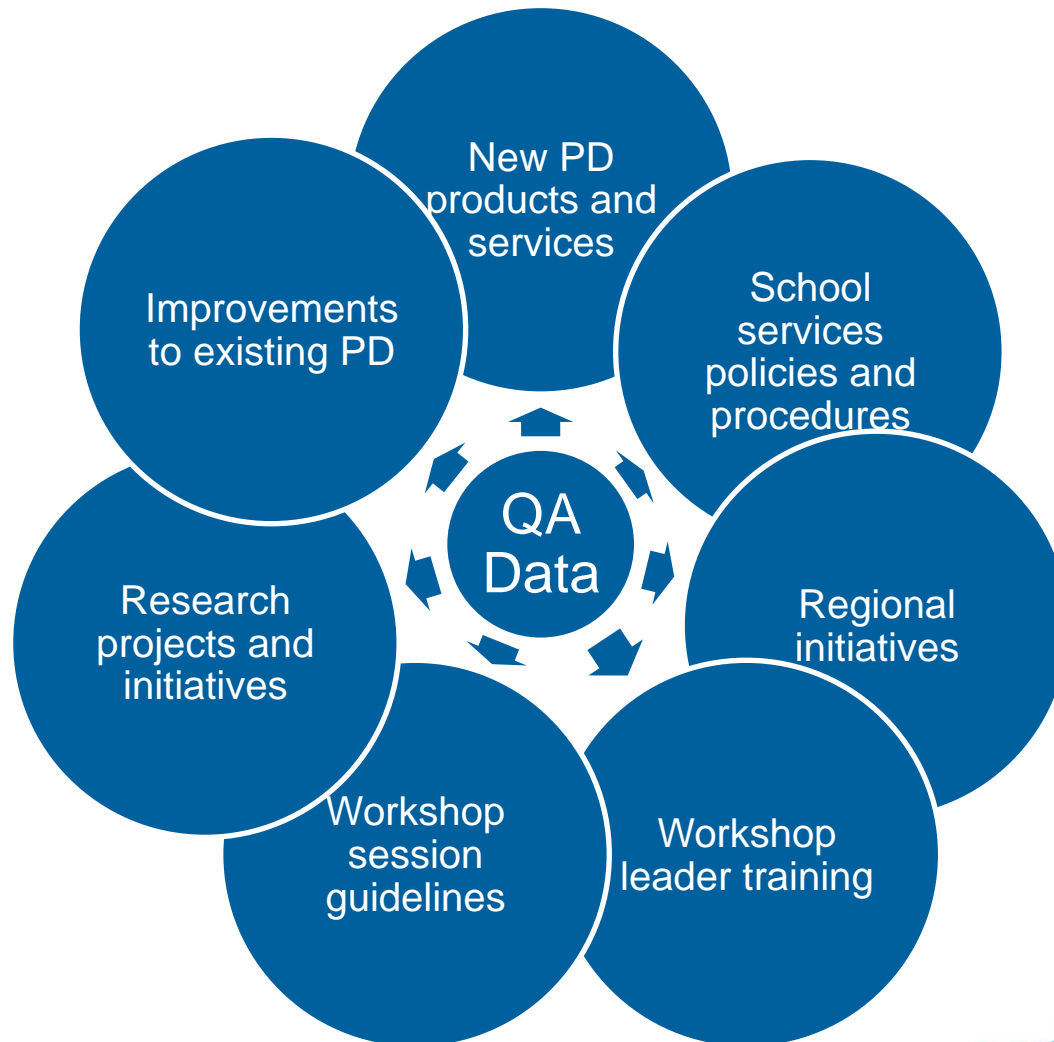 New PD
products and
services
School
services
policies and
procedures
Regional
initiatives
Workshop
leader training
Workshop
session
guidelines
Research
projects and
initiatives
Improvements
to existing PD
QA
Data